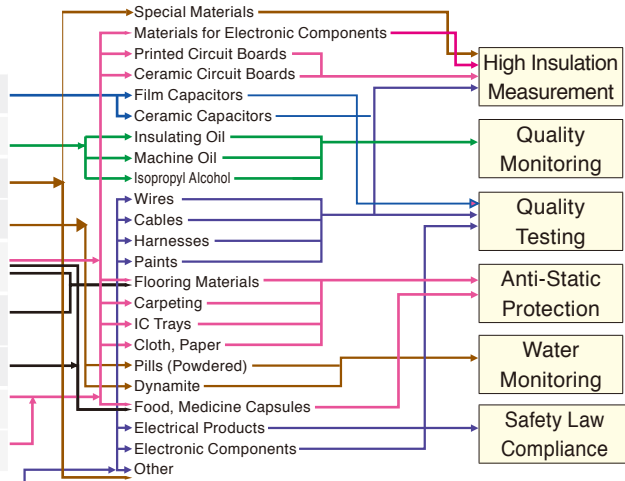 Special Materials
Materials for Electronic Components
Printed Circuit Boards
Ceramic Circuit Boards
Film Capacitors
Ceramic Capacitors
Insulating Oil
Machine Oil
Isopropyl Alcohol
Wires
Cables
Harnesses
Paints
Flooring Materials
Carpeting
IC Trays
Cloth, Paper
Pills (Powdered)
Dynamite
Food, Medicine Capsules
Electrical Products
Electronic Components
Other
High Insulation
Measurement
Quality
Monitoring
Quality
Testing
Anti-Static
Protection
Water
Monitoring
Safety Law
Compliance